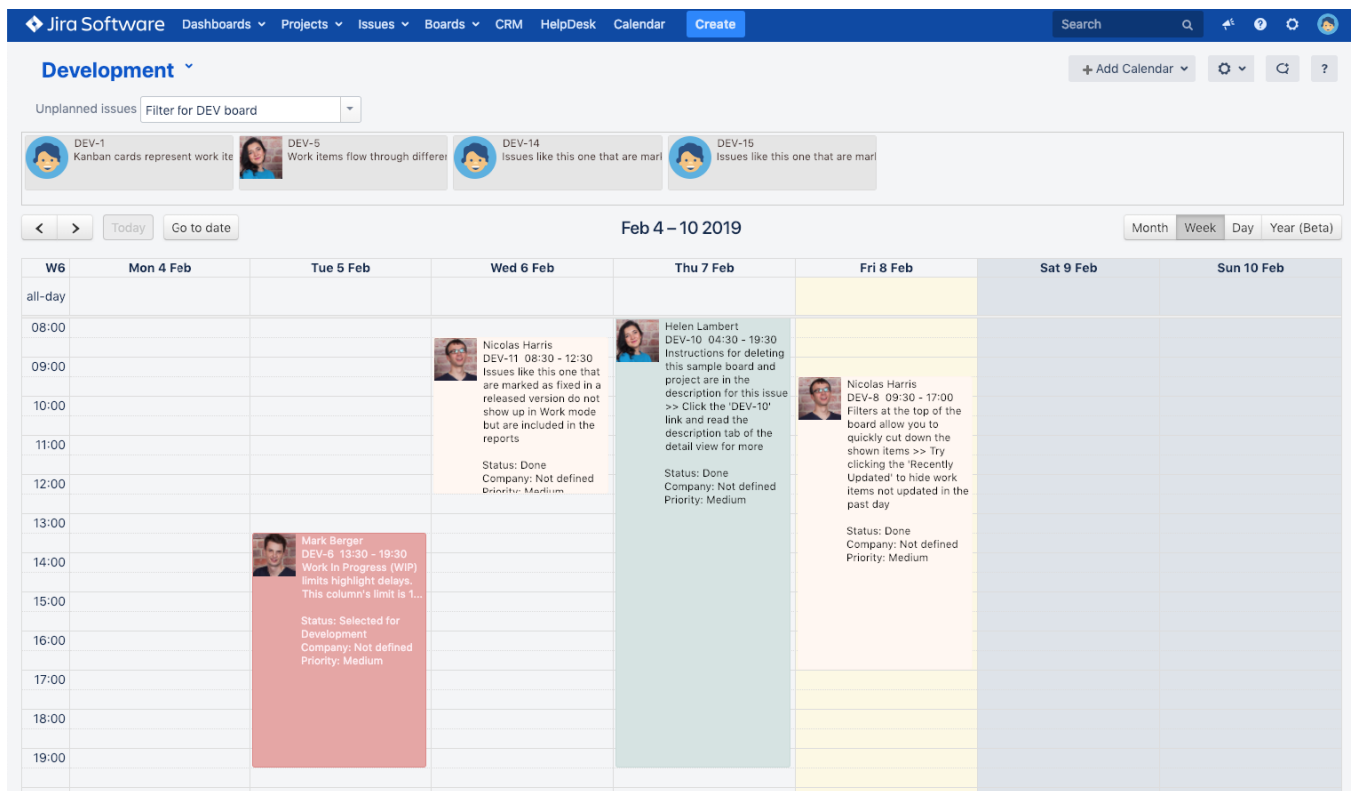 Jira Software Dashboards Projects Issues Boards CRM HelpDesk Calendar Create Search ?
Development
+ Add Calendar ?
Unplanned issues Filter for DEV board
DEV-1
Kanban cards represent work ite
DEV-5
Work items flow through differen
DEV-14
Issues like this one that are marl
DEV-15
Issues like this one that are marl
< > Today Go to date
Feb 4 – 10 2019
Month Week Day Year (Beta)
W6 Mon 4 Feb Tue 5 Feb Wed 6 Feb Thu 7 Feb Fri 8 Feb Sat 9 Feb Sun 10 Feb
all-day
08:00
09:00
10:00
11:00
12:00
13:00
14:00
15:00
16:00
17:00
18:00
19:00
Mark Berger
DEV-6 13:30 - 19:30
Work In Progress (WIP)
limits highlight delays.
This column's limit is 1...
Status: Selected for
Development
Company: Not defined
Priority: Medium
Nicolas Harris
DEV-11 08:30 - 12:30
Issues like this one that
are marked as fixed in a
released version do not
show up in Work mode
but are included in the
reports
Status: Done
Company: Not defined
Priority: Medium
Helen Lambert
DEV-10 04:30 - 19:30
Instructions for deleting
this sample board and
project are in the
description for this issue
>> Click the 'DEV-10'
link and read the
description tab of the
detail view for more
Status: Done
Company: Not defined
Priority: Medium
Nicolas Harris
DEV-8 09:30 - 17:00
Filters at the top of the
board allow you to
quickly cut down the
shown items >> Try
clicking the 'Recently
Updated' to hide work
items not updated in the
past day
Status: Done
Company: Not defined
Priority: Medium